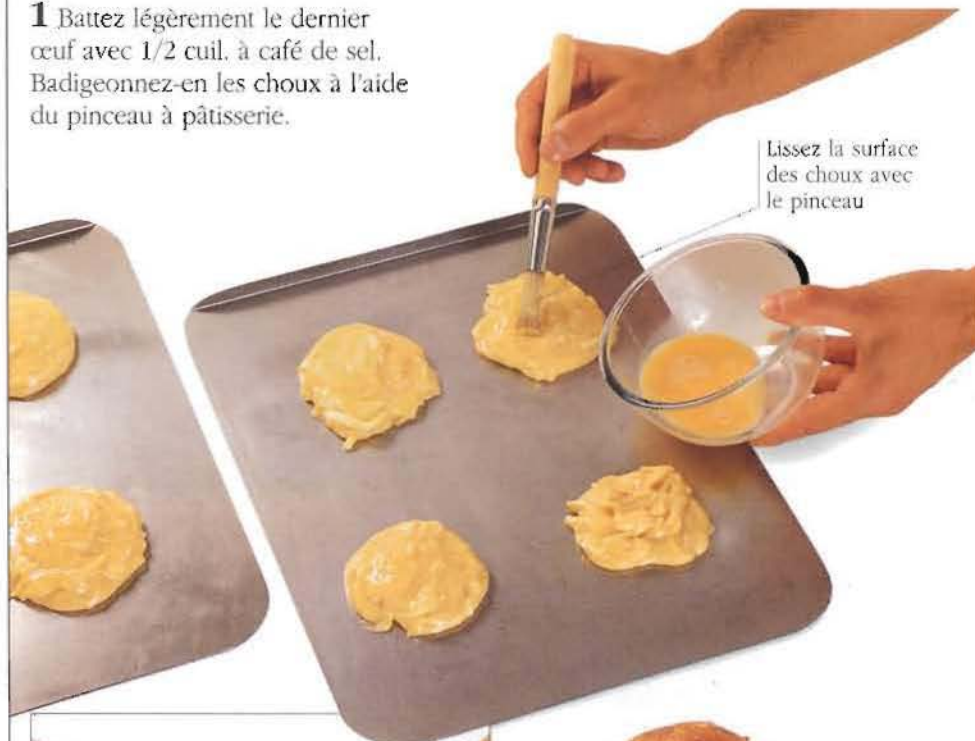 1 Battez légèrement le dernier
œuf avec 1/2 cuil. à café de sel.
Badigeonnez-en les choux à l'aide
du pinceau à pâtisserie.
Lissez la surface
des choux avec
le pinceau